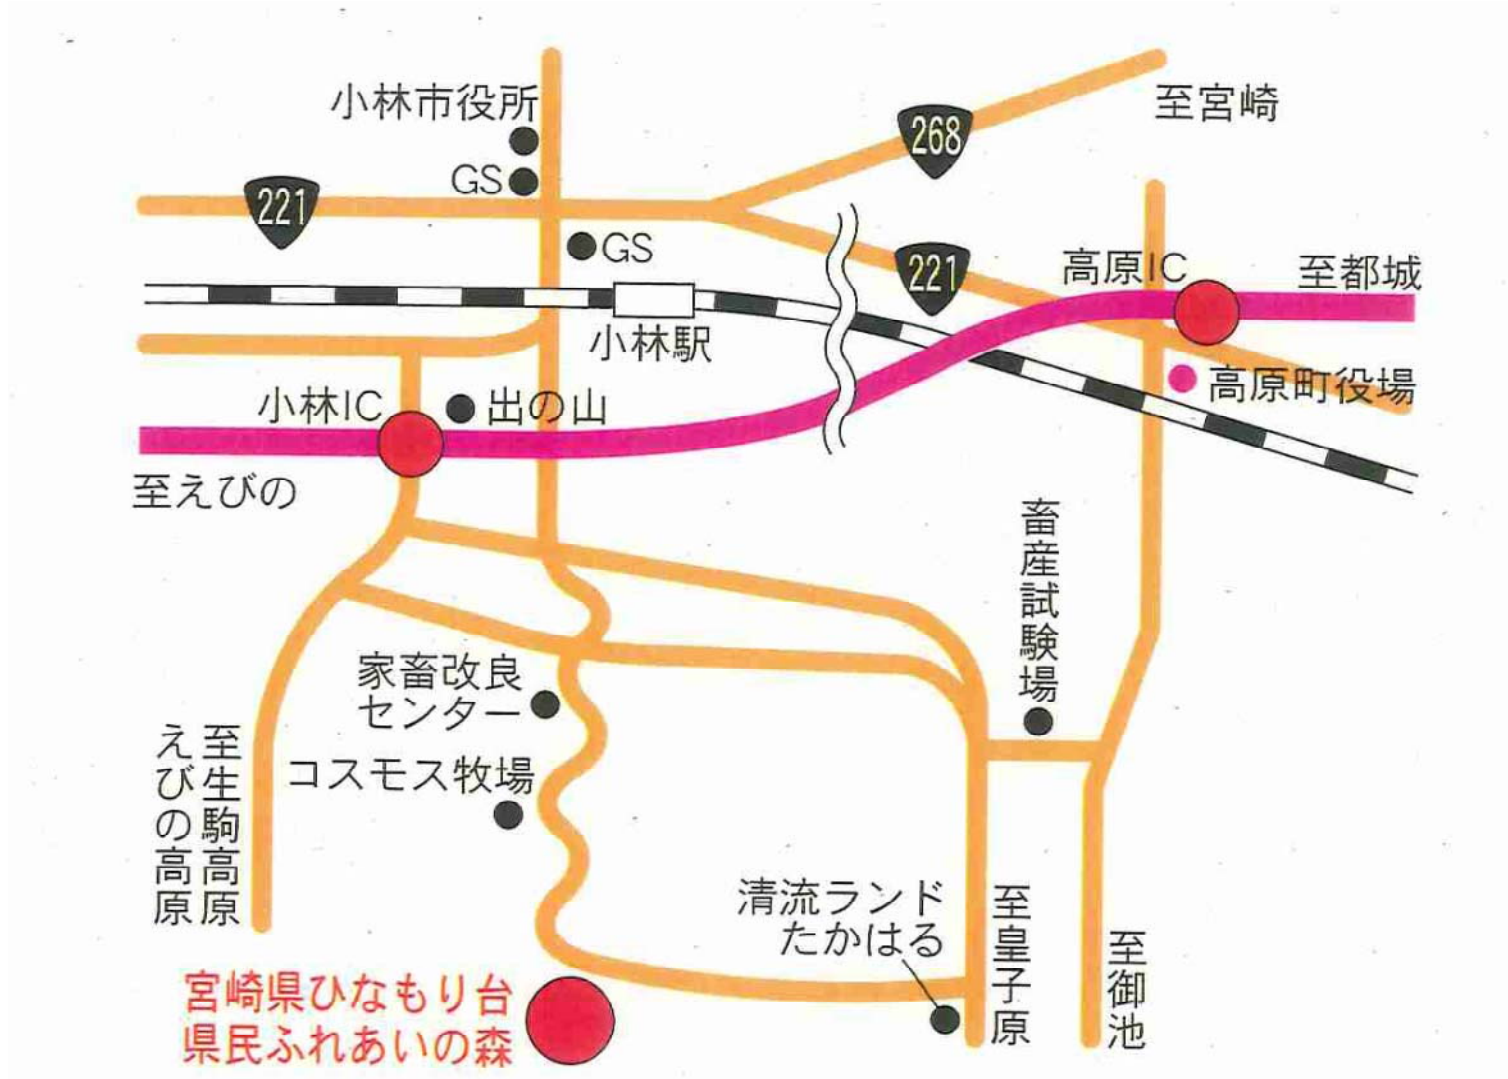 小林市役所
GS
221
268
至宮崎
GS
221
高原IC
至都城
小林駅
高原町役場
小林IC
出の山
至えびの
畜産試験場
家畜改良
センター
コスモス牧場
至生駒高原
えびの高原
清流ランド
たかはる
至皇子原
至御池
宮崎県ひなもり台
県民ふれあいの森